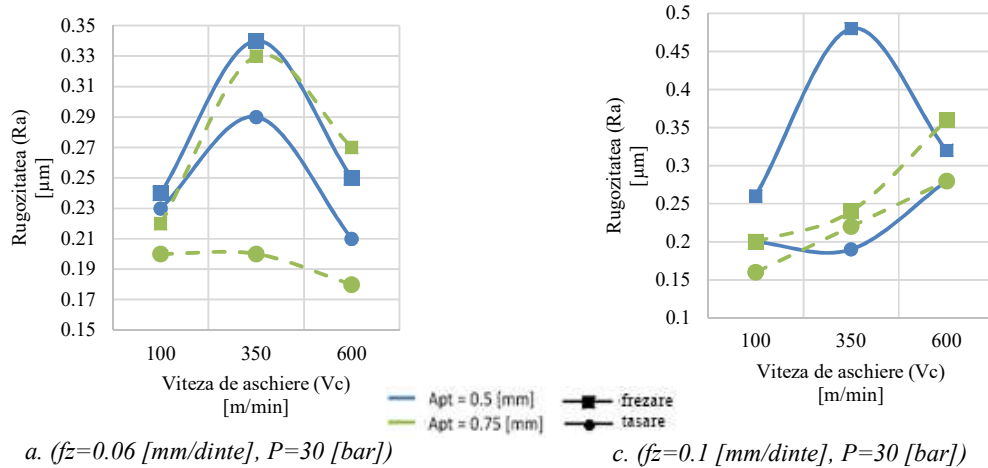 0.35
0.33
0.31
0.29
0.27
0.25
0.23
0.21
0.19
0.17
0.15
Rugozitatea (Ra)
[µm]
100 350 600
Viteza de aschiere (Vc)
[m/min]
0.5
0.45
0.4
0.35
0.3
0.25
0.2
0.15
0.1
Rugozitatea (Ra)
[µm]
100 350 600
Viteza de aschiere (Vc)
[m/min]
Apt = 0.5 [mm] frezare
Apt = 0.75 [mm] tasare
a. (fz=0.06 [mm/dinte], P=30 [bar])
c. (fz=0.1 [mm/dinte], P=30 [bar])